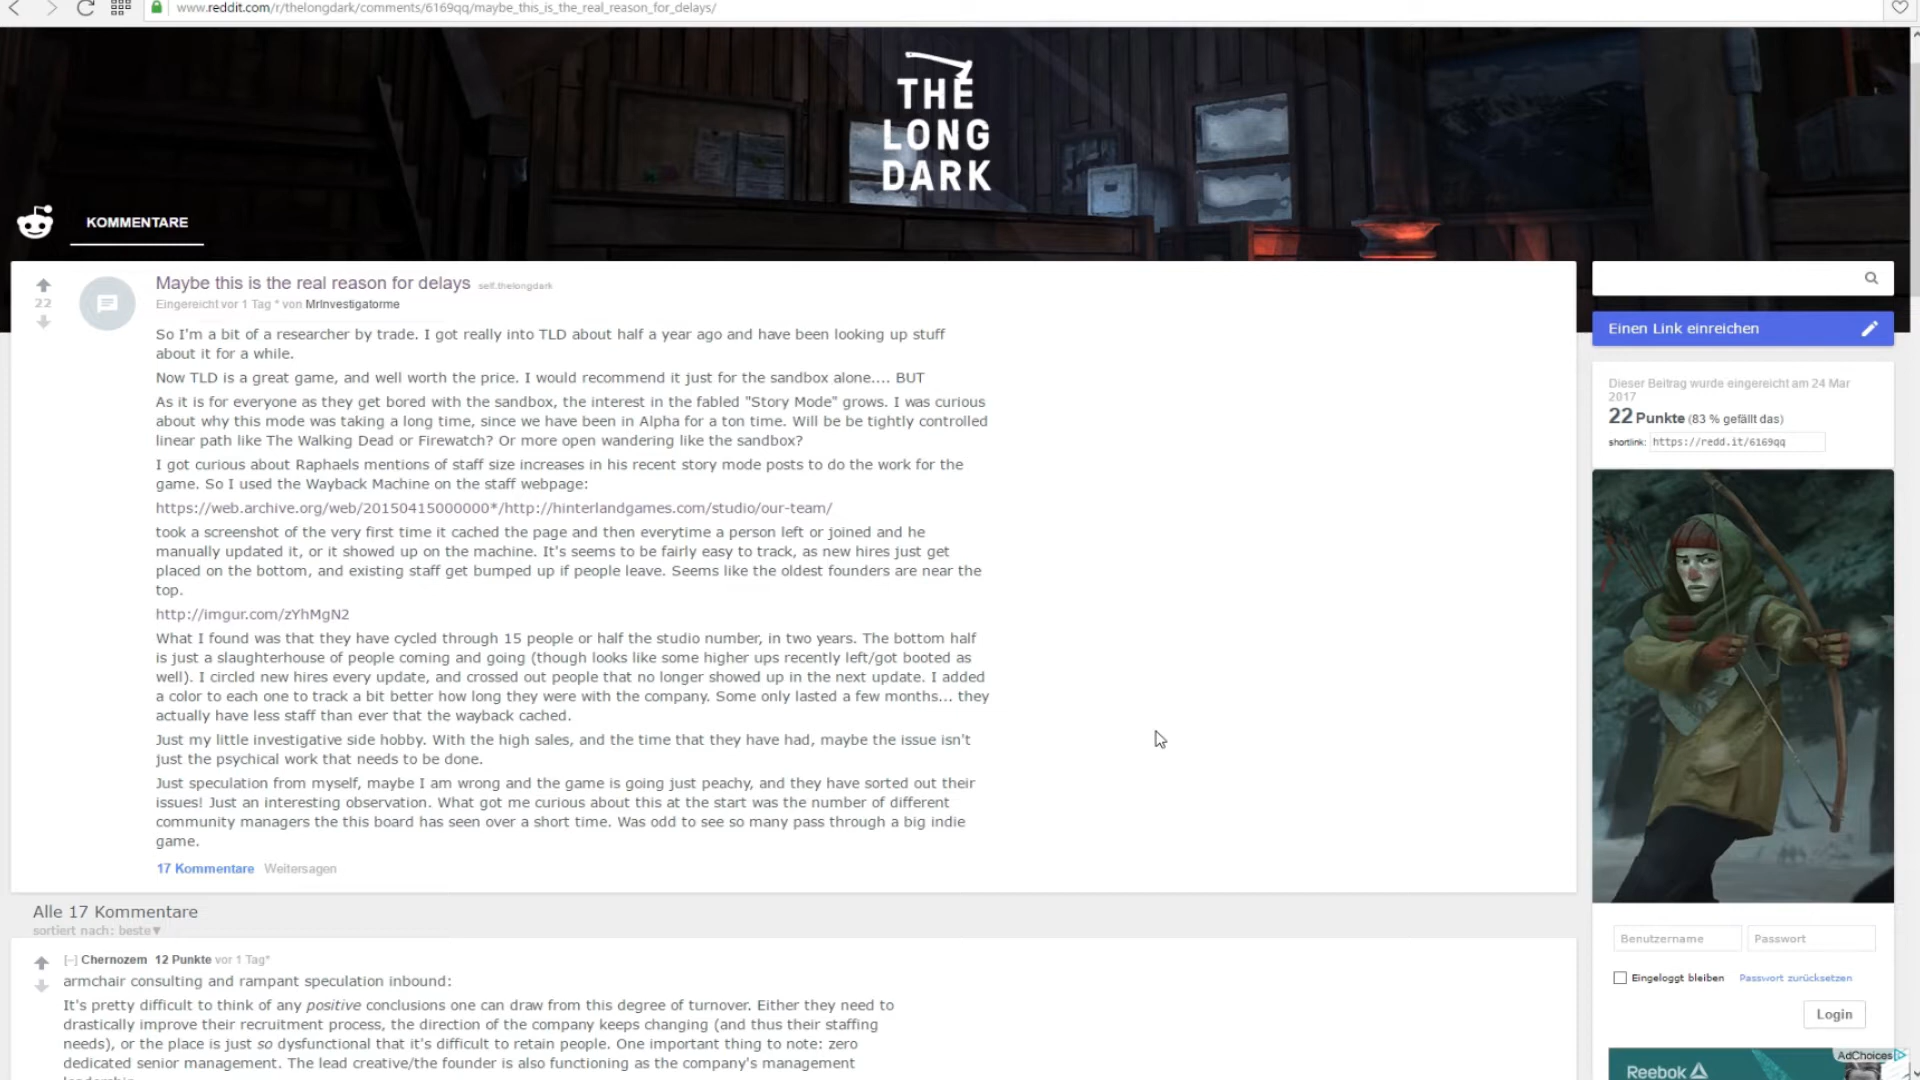 www.reddit.com/r/thelongdark/comments/6169qq/maybe_this_is_the_real_reason_for_delays/
THE
LONG
DARK
KOMMENTARE
22
Maybe this is the real reason for delays self.thelongdark
Eingereicht vor 1 Tag * von MrInvestigatorme
So I'm a bit of a researcher by trade. I got really into TLD about half a year ago and have been looking up stuff
about it for a while.
Now TLD is a great game, and well worth the price. I would recommend it just for the sandbox alone.... BUT
As it is for everyone as they get bored with the sandbox, the interest in the fabled "Story Mode" grows. I was curious
about why this mode was taking a long time, since we have been in Alpha for a ton time. Will be be tightly controlled
linear path like The Walking Dead or Firewatch? Or more open wandering like the sandbox?
I got curious about Raphaels mentions of staff size increases in his recent story mode posts to do the work for the
game. So I used the Wayback Machine on the staff webpage:
https://web.archive.org/web/20150415000000*/http://hinterlandgames.com/studio/our-team/
took a screenshot of the very first time it cached the page and then everytime a person left or joined and he
manually updated it, or it showed up on the machine. It's seems to be fairly easy to track, as new hires just get
placed on the bottom, and existing staff get bumped up if people leave. Seems like the oldest founders are near the
top.
http://imgur.com/zYhMgN2
What I found was that they have cycled through 15 people or half the studio number, in two years. The bottom half
is just a slaughterhouse of people coming and going (though looks like some higher ups recently left/got booted as
well). I circled new hires every update, and crossed out people that no longer showed up in the next update. I added
a color to each one to track a bit better how long they were with the company. Some only lasted a few months... they
actually have less staff than ever that the wayback cached.
Just my little investigative side hobby. With the high sales, and the time that they have had, maybe the issue isn't
just the psychical work that needs to be done.
Just speculation from myself, maybe I am wrong and the game is going just peachy, and they have sorted out their
issues! Just an interesting observation. What got me curious about this at the start was the number of different
community managers the this board has seen over a short time. Was odd to see so many pass through a big indie
game.
17 Kommentare Weitersagen
Alle 17 Kommentare
sortiert nach: beste▼
[–] Chernozem 12 Punkte vor 1 Tag*
armchair consulting and rampant speculation inbound:
It's pretty difficult to think of any positive conclusions one can draw from this degree of turnover. Either they need to
drastically improve their recruitment process, the direction of the company keeps changing (and thus their staffing
needs), or the place is just so dysfunctional that it's difficult to retain people. One important thing to note: zero
dedicated senior management. The lead creative/the founder is also functioning as the company's management
Einen Link einreichen
Dieser Beitrag wurde eingereicht am 24 Mar
2017
22 Punkte (83 % gefällt das)
shortlink: https://redd.it/6169qq
Benutzername Passwort
Eingeloggt bleiben Passwort zurücksetzen
Login
AdChoices
Reebok